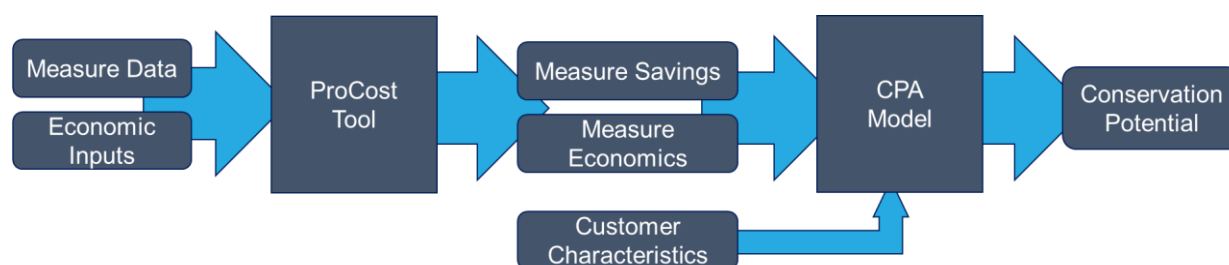 Measure Data
Economic
Inputs
ProCost
Tool
Measure Savings
Measure
Economics
Customer
Characteristics
CPA
Model
Conservation
Potential